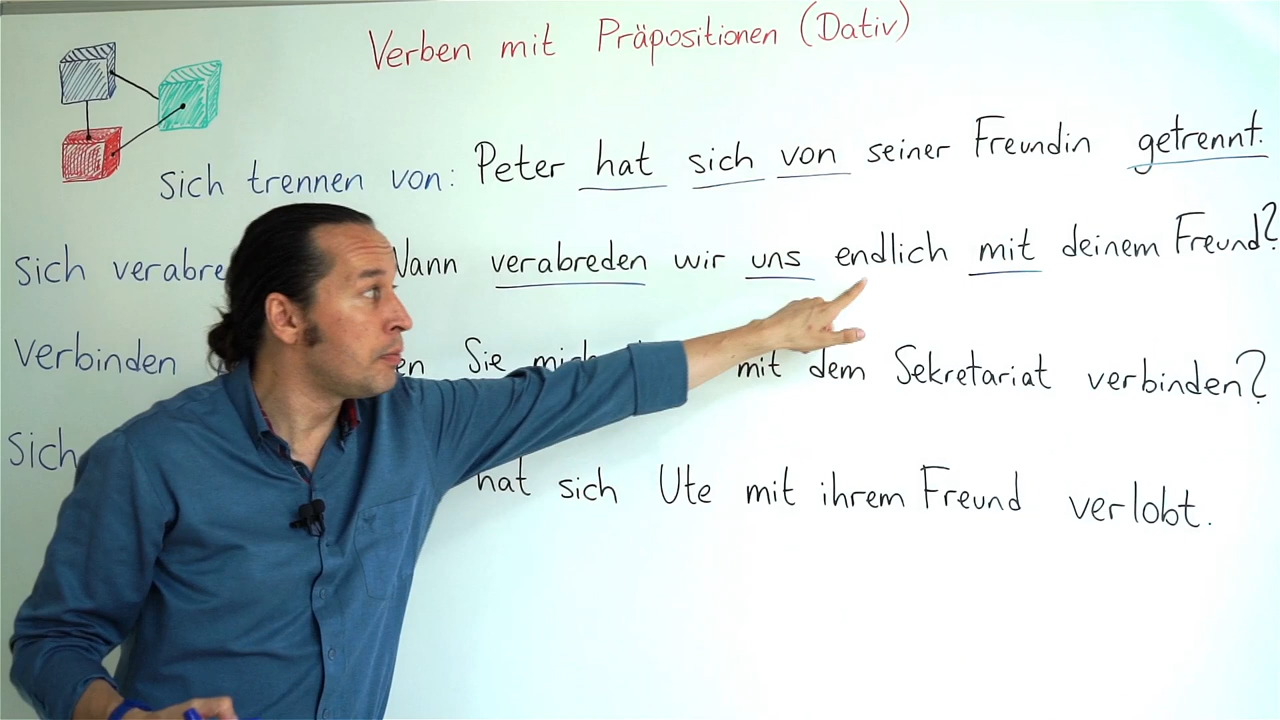 Verben mit Präpositionen (Dativ)
sich trennen von: Peter hat sich von seiner Freundin getrennt.
sich verabre Wann verabreden wir uns endlich mit deinem Freund?
verbinden Sie mich mit dem Sekretariat verbinden?
sich hat sich Ute mit ihrem Freund verlobt.